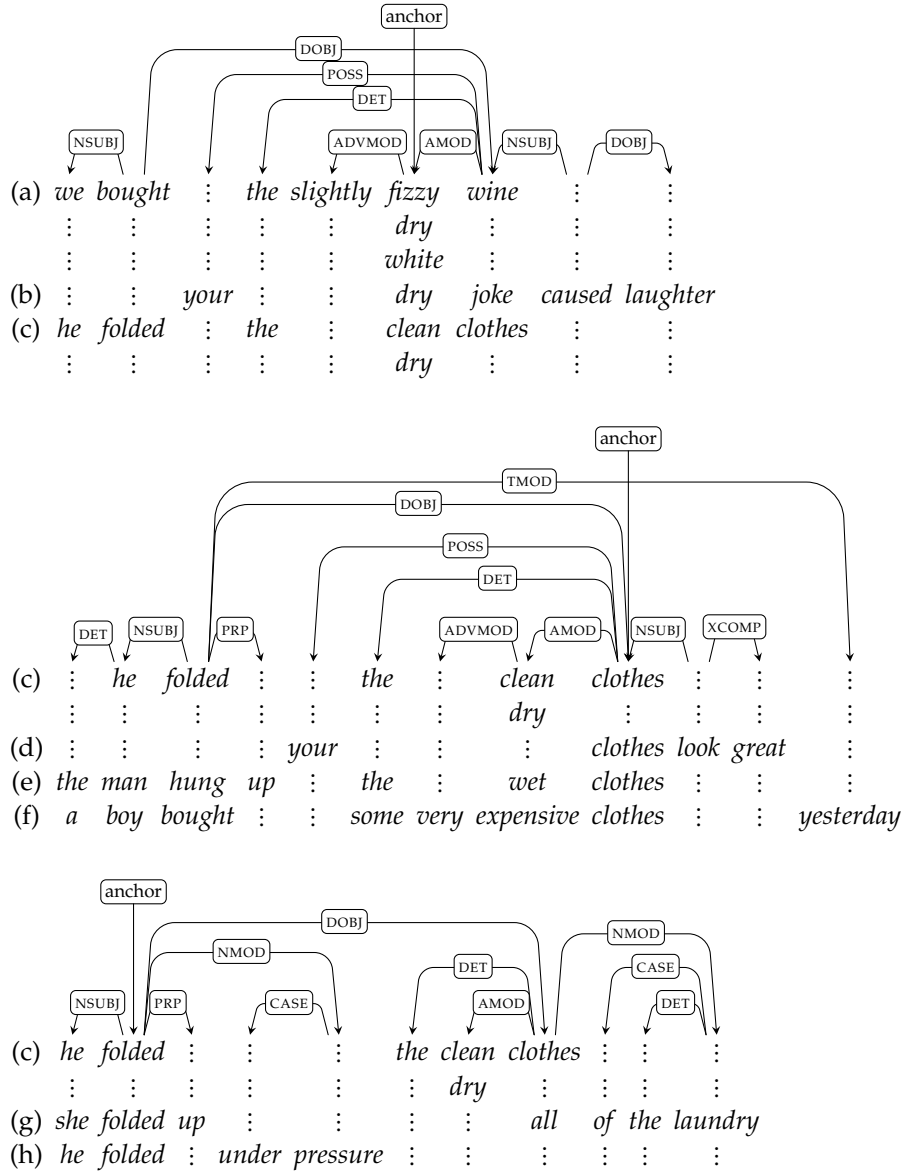 anchor
DOBJ
POSS
DET
NSUBJ ADVMOD AMOD NSUBJ DOBJ
(a) we bought ⋮ the slightly fizzy wine ⋮ ⋮
⋮ ⋮ ⋮ ⋮ ⋮ dry ⋮ ⋮ ⋮
⋮ ⋮ ⋮ ⋮ ⋮ white ⋮ ⋮ ⋮
(b) ⋮ ⋮ your ⋮ ⋮ dry joke caused laughter
(c) he folded ⋮ the ⋮ clean clothes ⋮ ⋮
⋮ ⋮ ⋮ ⋮ ⋮ dry ⋮ ⋮ ⋮
anchor
TMOD
DOBJ
POSS
DET
DET NSUBJ PRP ADVMOD AMOD NSUBJ XCOMP
(c) ⋮ he folded ⋮ ⋮ the ⋮ clean clothes ⋮ ⋮ ⋮
⋮ ⋮ ⋮ ⋮ ⋮ ⋮ ⋮ dry ⋮ ⋮ ⋮ ⋮
(d) ⋮ ⋮ ⋮ ⋮ your ⋮ ⋮ ⋮ clothes look great ⋮
(e) the man hung up ⋮ the ⋮ wet clothes ⋮ ⋮ ⋮
(f) a boy bought ⋮ ⋮ some very expensive clothes ⋮ ⋮ yesterday
anchor
DOBJ NMOD
NMOD DET CASE
NSUBJ PRP CASE AMOD DET
(c) he folded ⋮ ⋮ ⋮ the clean clothes ⋮ ⋮ ⋮
⋮ ⋮ ⋮ ⋮ ⋮ ⋮ dry ⋮ ⋮ ⋮ ⋮
(g) she folded up ⋮ ⋮ ⋮ ⋮ all of the laundry
(h) he folded ⋮ under pressure ⋮ ⋮ ⋮ ⋮ ⋮ ⋮